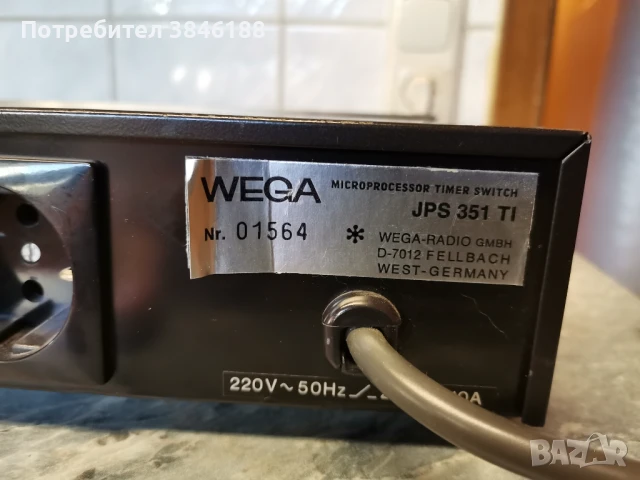 Потребител 3846188
WEGA
MICROPROCESSOR TIMER SWITCH
JPS 351 TI
Nr. 01564 * WEGA-RADIO GMBH
D-7012 FELLBACH
WEST-GERMANY
220V~50Hz
bazar